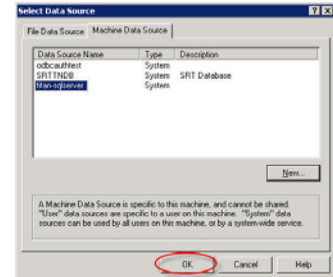 Select Data Source
File Data Source Machine Data Source
Data Source Name Type Description
odbcauthtest System
SRTTNDB System SRT Database
titan-sqlserver System
New...
A Machine Data Source is specific to this machine, and cannot be shared.
"User" data sources are specific to a user on this machine. "System" data
sources can be used by all users on this machine, or by a system-wide service.
OK Cancel Help